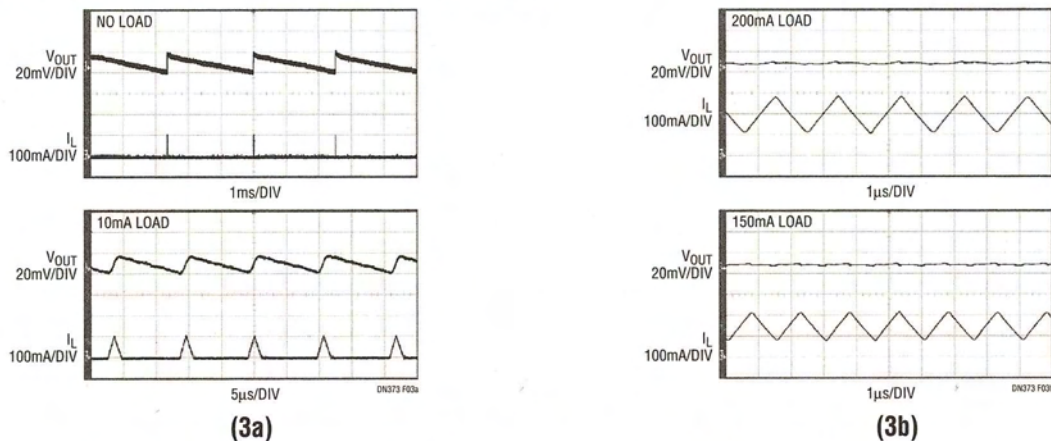 NO LOAD
VOUT
20mV/DIV
IL
100mA/DIV
1ms/DIV
10mA LOAD
VOUT
20mV/DIV
IL
100mA/DIV
5µs/DIV
DN373 F03a
(3a)
200mA LOAD
VOUT
20mV/DIV
IL
100mA/DIV
1µs/DIV
150mA LOAD
VOUT
20mV/DIV
IL
100mA/DIV
1µs/DIV
DN373 F03b
(3b)